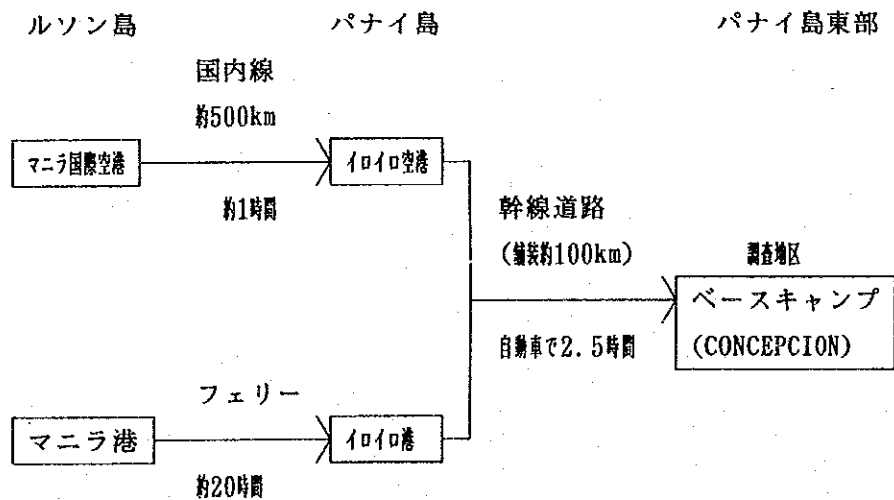 ルソン島
パナイ島
パナイ島東部
国内線
約500km
マニラ国際空港
イロイロ空港
約1時間
幹線道路
(舗装約100km)
調査地区
ベースキャンプ
(CONCEPCION)
自動車で2.5時間
フェリー
マニラ港
イロイロ港
約20時間